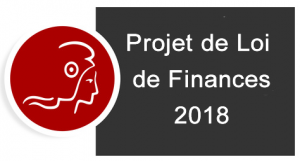 Projet de Loi
de Finances
2018